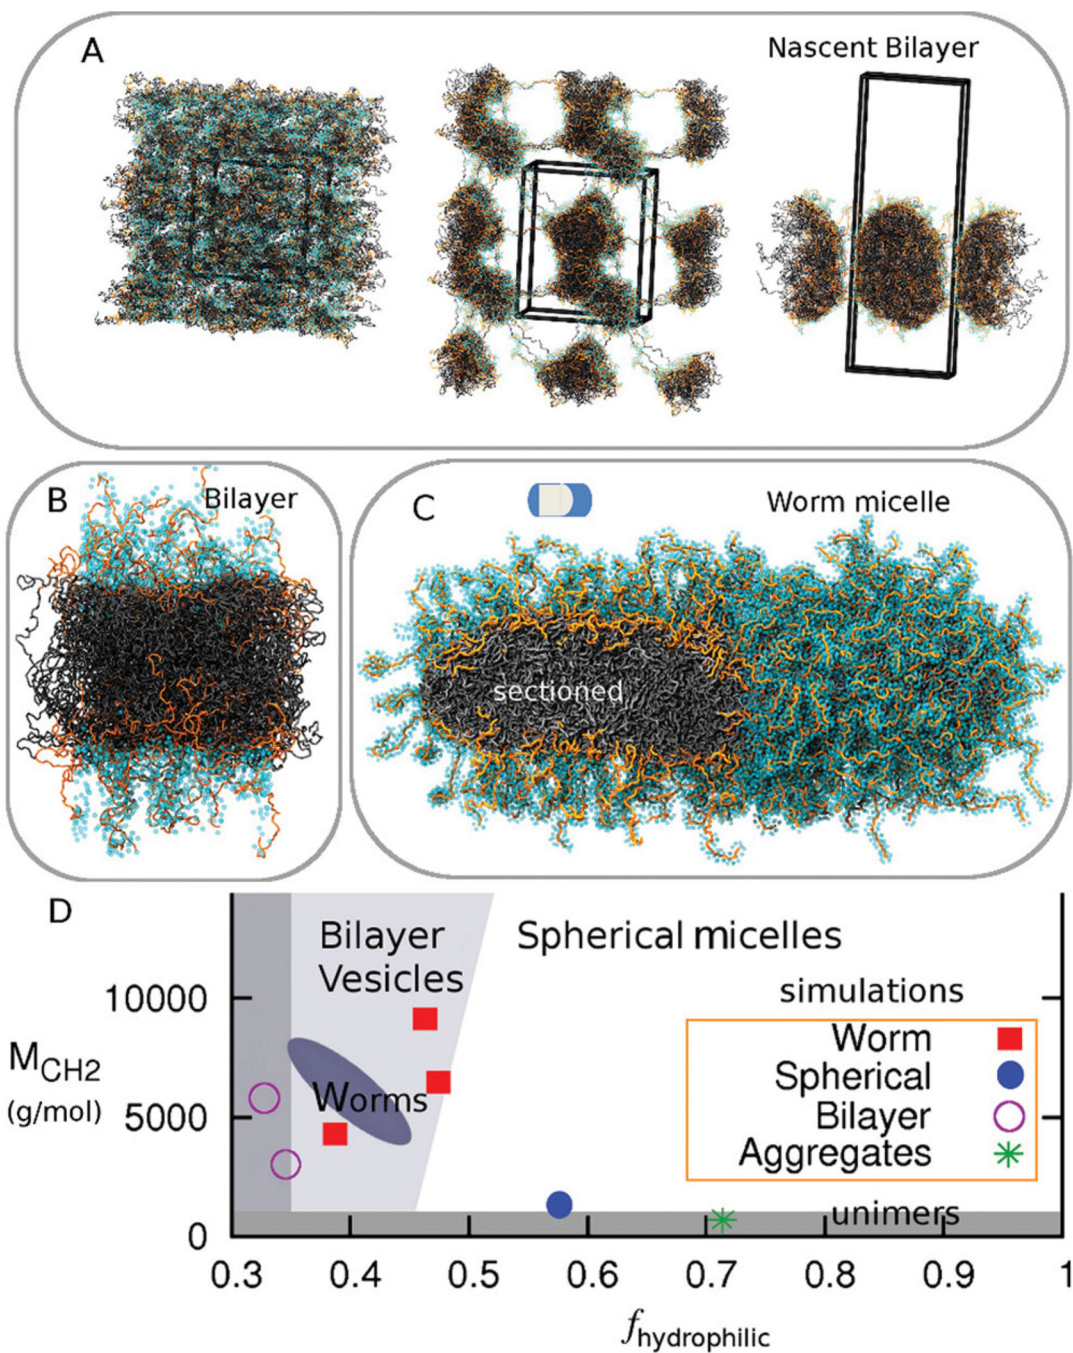 A
Nascent Bilayer
B
Bilayer
C
Worm micelle
sectioned
D
Bilayer
Vesicles
Spherical micelles
simulations
10000
5000
0
M_CH2
(g/mol)
Worms
Worm
Spherical
Bilayer
Aggregates
unimers
0.3 0.4 0.5 0.6 0.7 0.8 0.9 1
f_hydrophilic